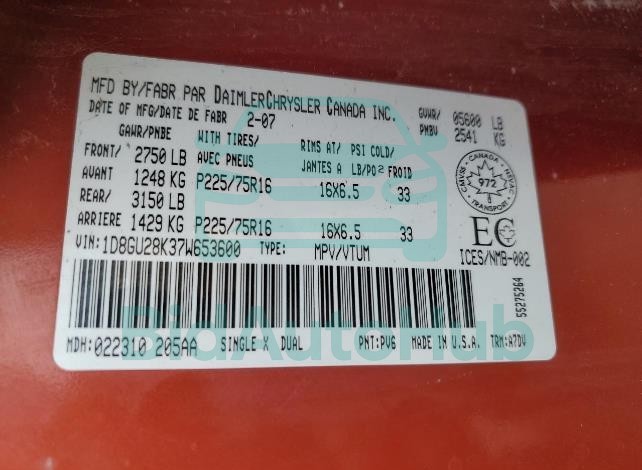 MFD BY/FABR PAR DAIMLERCHRYSLER CANADA INC.
DATE OF MFG/DATE DE FABR 2-07 GVWR/ 05600 LB
PNBV 2541 KG
GAWR/PNBE WITH TIRES/ RIMS AT/ PSI COLD/
AVEC PNEUS JANTES A LB/PO² FROID
FRONT/ 2750 LB
AVANT 1248 KG P225/75R16 16X6.5 33
REAR/ 3150 LB
ARRIERE 1429 KG P225/75R16 16X6.5 33
VIN: 1D8GU28K37W653600 TYPE: MPV/VTUM
CANADA
CMVSS NSVAC
972
TRANSPORT
EC
ICES/NMB-002
55275264
BidAutoHub
MDH: 022310 205AA SINGLE X DUAL PNT: PV6 MADE IN U.S.A. TRM: A7DV